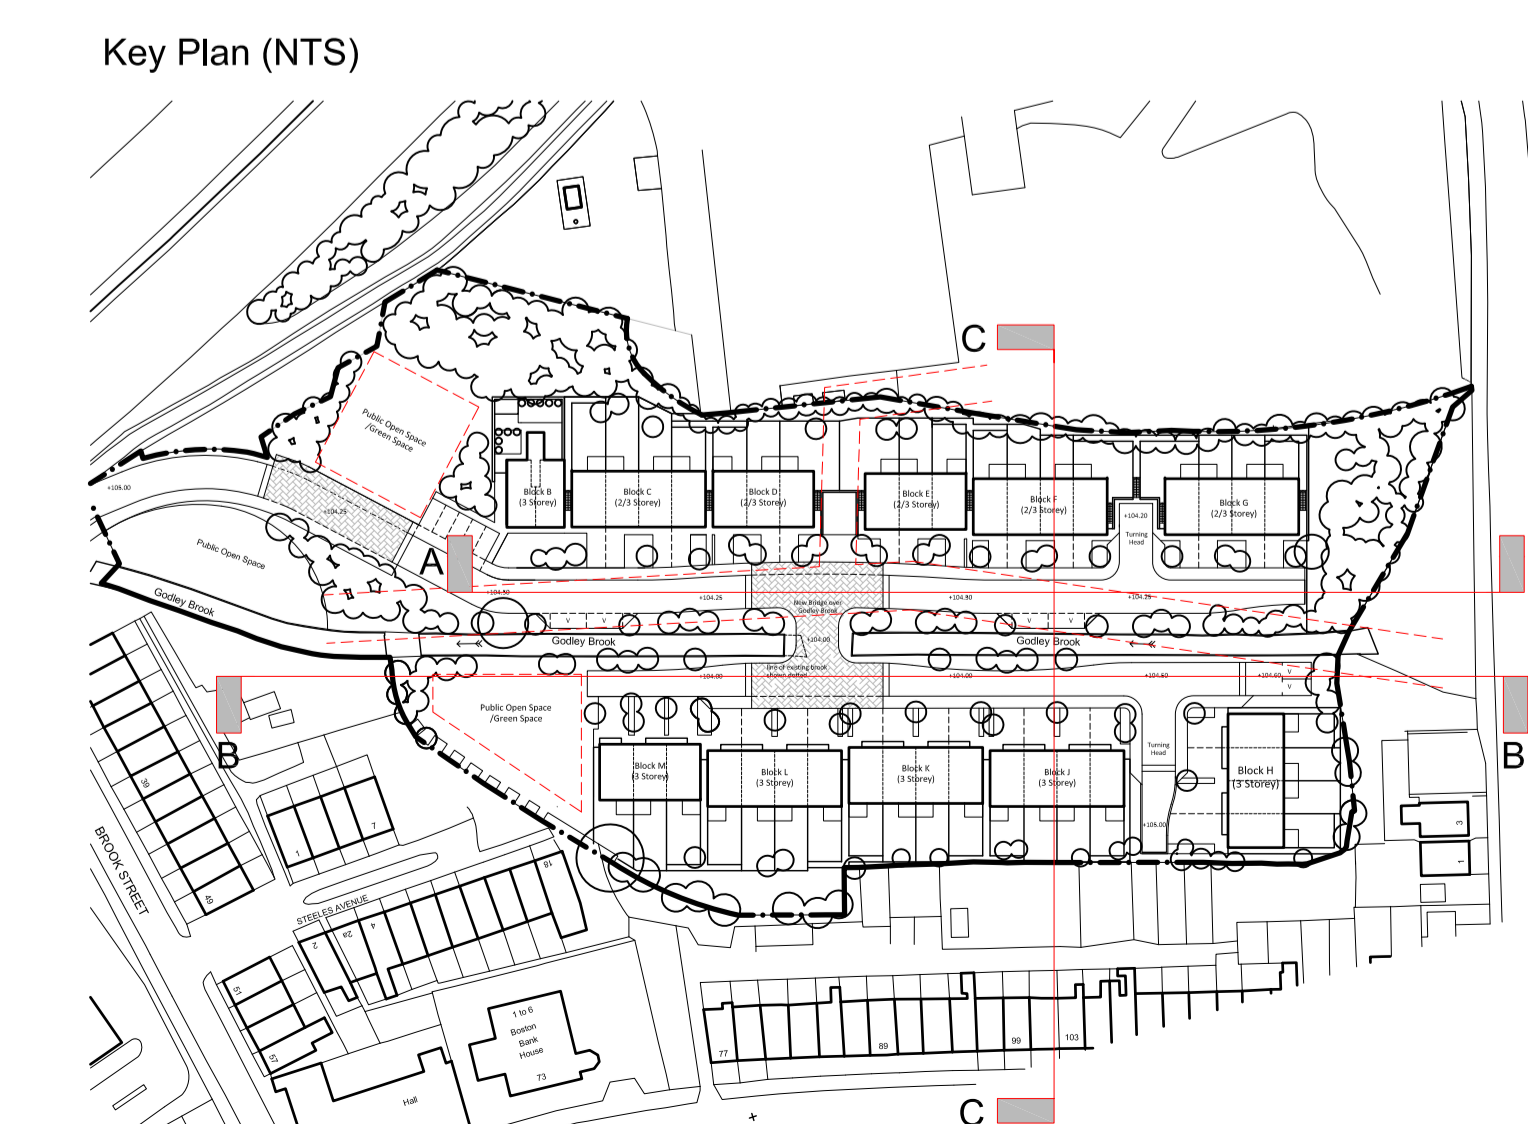 Key Plan (NTS)
C
Public Open Space
/Green Space
+105.00
+104.25
Block B
(3 Storey)
Block C
(2/3 Storey)
Block D
(2/3 Storey)
Block E
(2/3 Storey)
Block F
(2/3 Storey)
Block G
(2/3 Storey)
+104.20
Turning
Head
Public Open Space
A
+104.30
+104.25
+104.30
+104.25
Godley Brook
New Bridge over
Godley Brook
V
V
V
V
Godley Brook
+104.00
Godley Brook
line of existing brook
shown dotted
+104.00
+104.00
+104.60
V
V
Public Open Space
/Green Space
B
B
Block M
(3 Storey)
Block L
(3 Storey)
Block K
(3 Storey)
Block J
(3 Storey)
Turning
Head
Block H
(3 Storey)
+105.00
39
7
1
3
1
BROOK STREET
49
STEELES AVENUE
18
2
2a
4
51
57
1 to 6
Boston
Bank
House
73
Hall
77
89
99
103
C